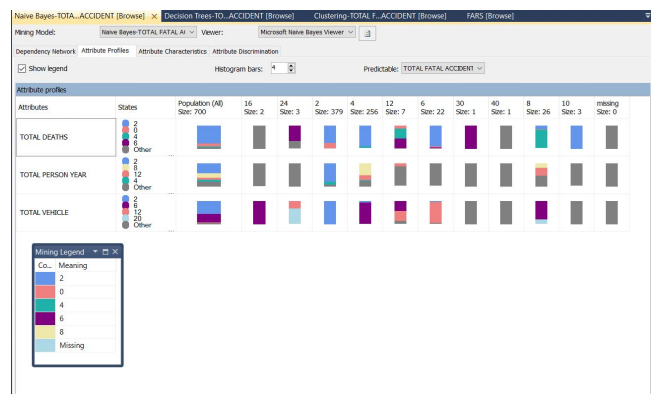 Naive Bayes-TOTA...ACCIDENT [Browse] × Decision Trees-TO...ACCIDENT [Browse] Clustering-TOTAL F...ACCIDENT [Browse] FARS [Browse]
Mining Model: Naive Bayes-TOTAL FATAL A( Viewer: Microsoft Naive Bayes Viewer
Dependency Network Attribute Profiles Attribute Characteristics Attribute Discrimination
Show legend Histogram bars: 4 Predictable: TOTAL FATAL ACCIDENT
Attribute profiles
Attributes States Population (All) 16 24 2 4 12 6 30 40 8 10 missing
Size: 700 Size: 2 Size: 3 Size: 379 Size: 256 Size: 7 Size: 22 Size: 1 Size: 1 Size: 26 Size: 3 Size: 0
TOTAL DEATHS
2
0
4
6
Other
...
TOTAL PERSON YEAR
2
8
12
4
Other
...
TOTAL VEHICLE
2
6
12
20
Other
...
Mining Legend ×
Co... Meaning
2
0
4
6
8
Missing